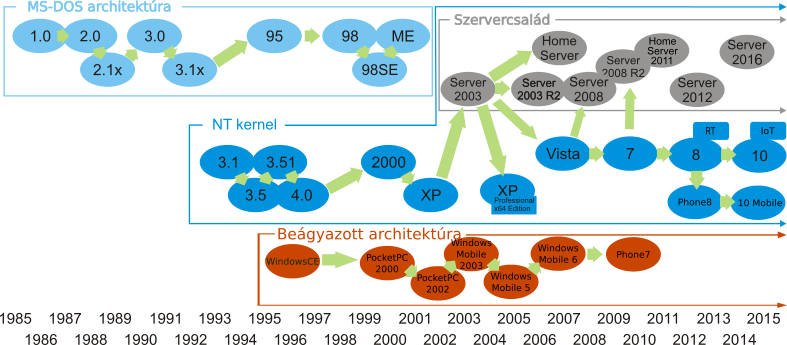 MS-DOS architektúra
1.0
2.0
3.0
95
98
ME
2.1x
3.1x
98SE
Szervercsalád
Home
Server
Home
Server
2011
Server
2016
Server
2008 R2
Server
2003
Server
2003 R2
Server
2008
Server
2012
NT kernel
3.1
3.51
2000
3.5
4.0
XP
XP
Professional
x64 Edition
Vista
7
8
RT
10
IoT
Phone8
10 Mobile
Beágyazott architektúra
WindowsCE
PocketPC
2000
PocketPC
2002
Windows
Mobile
2003
Windows
Mobile 5
Windows
Mobile 6
Phone7
1985 1987 1989 1991 1993 1995 1997 1999 2001 2003 2005 2007 2009 2011 2013 2015
1986 1988 1990 1992 1994 1996 1998 2000 2002 2004 2006 2008 2010 2012 2014